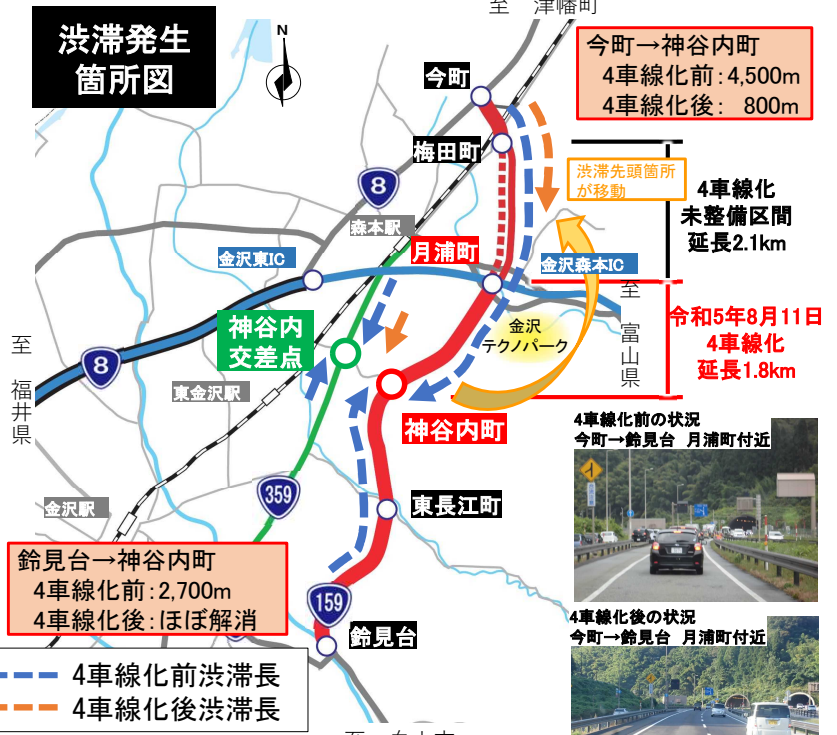 至 津幡町
渋滞発生
箇所図
N
今町→神谷内町
4車線化前:4,500m
4車線化後: 800m
今町
梅田町
渋滞先頭箇所
が移動
4車線化
未整備区間
延長2.1km
8
森本駅
月浦町
金沢東IC
金沢森本IC
至 富山県
神谷内
交差点
金沢
テクノパーク
令和5年8月11日
4車線化
延長1.8km
至 福井県
8
東金沢駅
神谷内町
4車線化前の状況
今町→鈴見台 月浦町付近
359
金沢駅
東長江町
鈴見台→神谷内町
4車線化前:2,700m
4車線化後:ほぼ解消
159
鈴見台
4車線化後の状況
今町→鈴見台 月浦町付近
4車線化前渋滞長
4車線化後渋滞長